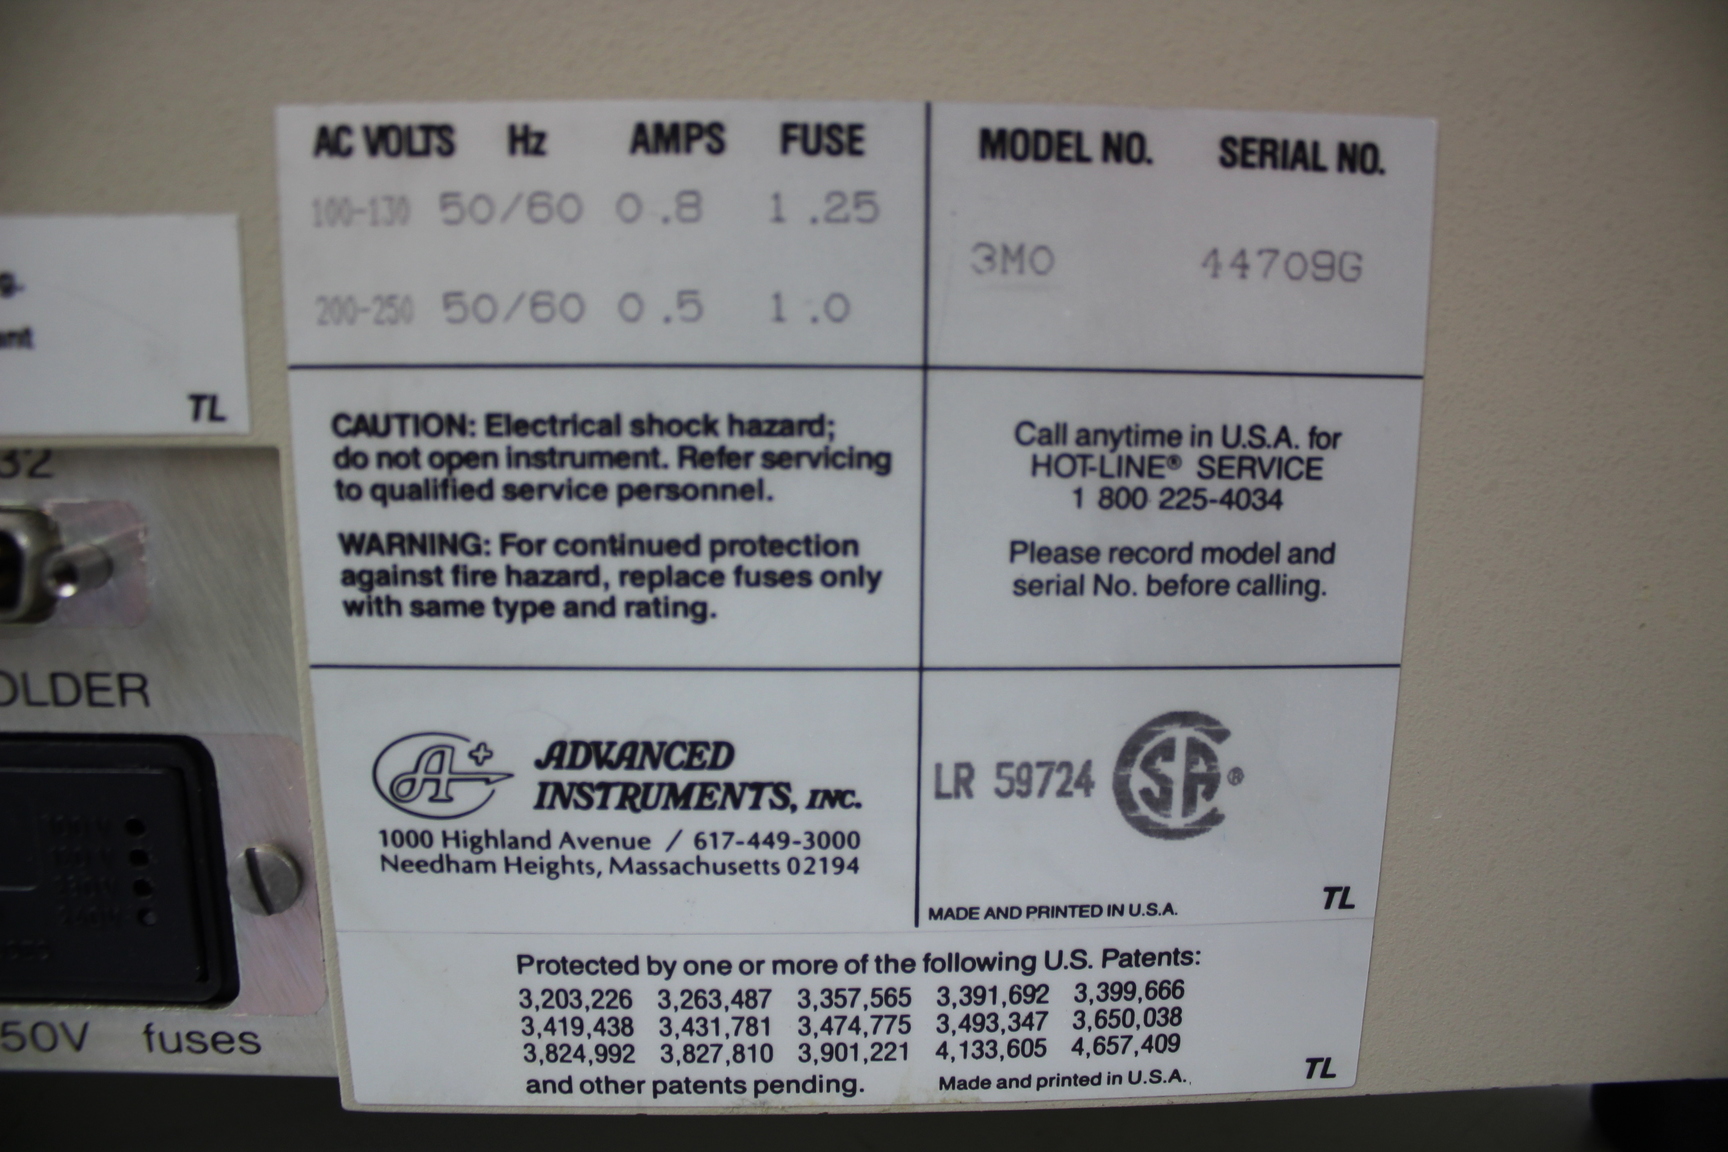 AC VOLTS Hz AMPS FUSE
100-130 50/60 0.8 1.25
200-250 50/60 0.5 1.0
MODEL NO. SERIAL NO.
3MO 44709G
CAUTION: Electrical shock hazard;
do not open instrument. Refer servicing
to qualified service personnel.
WARNING: For continued protection
against fire hazard, replace fuses only
with same type and rating.
Call anytime in U.S.A. for
HOT-LINE® SERVICE
1 800 225-4034
Please record model and
serial No. before calling.
A+ ADVANCED
INSTRUMENTS, INC.
1000 Highland Avenue / 617-449-3000
Needham Heights, Massachusetts 02194
LR 59724 CSA®
MADE AND PRINTED IN U.S.A.
TL
Protected by one or more of the following U.S. Patents:
3,203,226 3,263,487 3,357,565 3,391,692 3,399,666
3,419,438 3,431,781 3,474,775 3,493,347 3,650,038
3,824,992 3,827,810 3,901,221 4,133,605 4,657,409
and other patents pending. Made and printed in U.S.A.
TL
TL
32
OLDER
50V fuses